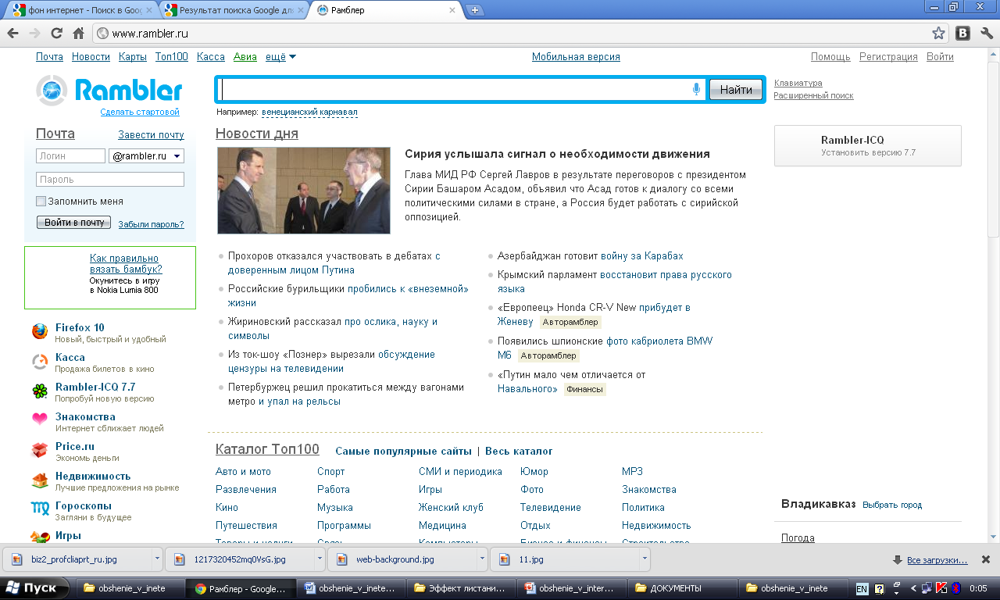 фон интернет - Поиск в Goog
Результат поиска Google для
Рамблер
www.rambler.ru
Почта Новости Карты Топ100 Касса Авиа ещё
Мобильная версия
Помощь Регистрация Войти
Rambler
Сделать стартовой
Найти
Клавиатура
Расширенный поиск
Например: венецианский карнавал
Почта Завести почту
Логин @rambler.ru
Пароль
Запомнить меня
Войти в почту Забыли пароль?
Как правильно
вязать бамбук?
Окунитесь в игру
в Nokia Lumia 800
Firefox 10
Новый, быстрый и удобный
Касса
Продажа билетов в кино
Rambler-ICQ 7.7
Попробуй новую версию
Знакомства
Интернет сближает людей
Price.ru
Экономь деньги
Недвижимость
Лучшие предложения на рынке
Гороскопы
Загляни в будущее
Игры
Новости дня
Сирия услышала сигнал о необходимости движения
Глава МИД РФ Сергей Лавров в результате переговоров с президентом
Сирии Башаром Асадом, объявил что Асад готов к диалогу со всеми
политическими силами в стране, а Россия будет работать с сирийской
оппозицией.
Прохоров отказался участвовать в дебатах с
доверенным лицом Путина
Российские бурильщики пробились к «внеземной»
жизни
Жириновский рассказал про ослика, науку и
символы
Из ток-шоу «Познер» вырезали обсуждение
цензуры на телевидении
Петербуржец решил прокатиться между вагонами
метро и упал на рельсы
Азербайджан готовит войну за Карабах
Крымский парламент восстановит права русского
языка
«Европеец» Honda CR-V New прибудет в
Женеву Авторамблер
Появились шпионские фото кабриолета BMW
M6 Авторамблер
«Путин мало чем отличается от
Навального» Финансы
Каталог Топ100 Самые популярные сайты | Весь каталог
Авто и мото Спорт СМИ и периодика Юмор MP3
Развлечения Работа Игры Фото Знакомства
Кино Музыка Женский клуб Телевидение Политика
Путешествия Программы Медицина Отдых Недвижимость
Товары и услуги Связь Компьютеры Бизнес и финансы Строительство
Rambler-ICQ
Установить версию 7.7
Владикавказ Выбрать город
Погода
biz2_profcliaprt_ru.jpg
1217320452mq0VsG.jpg
web-background.jpg
11.jpg
Все загрузки...
Пуск
obshenie_v_inete
Рамблер - Google...
obshenie_v_inete...
Эффект листани...
obshenie_v_inter...
ДОКУМЕНТЫ
obshenie_v_inete
EN
0:05